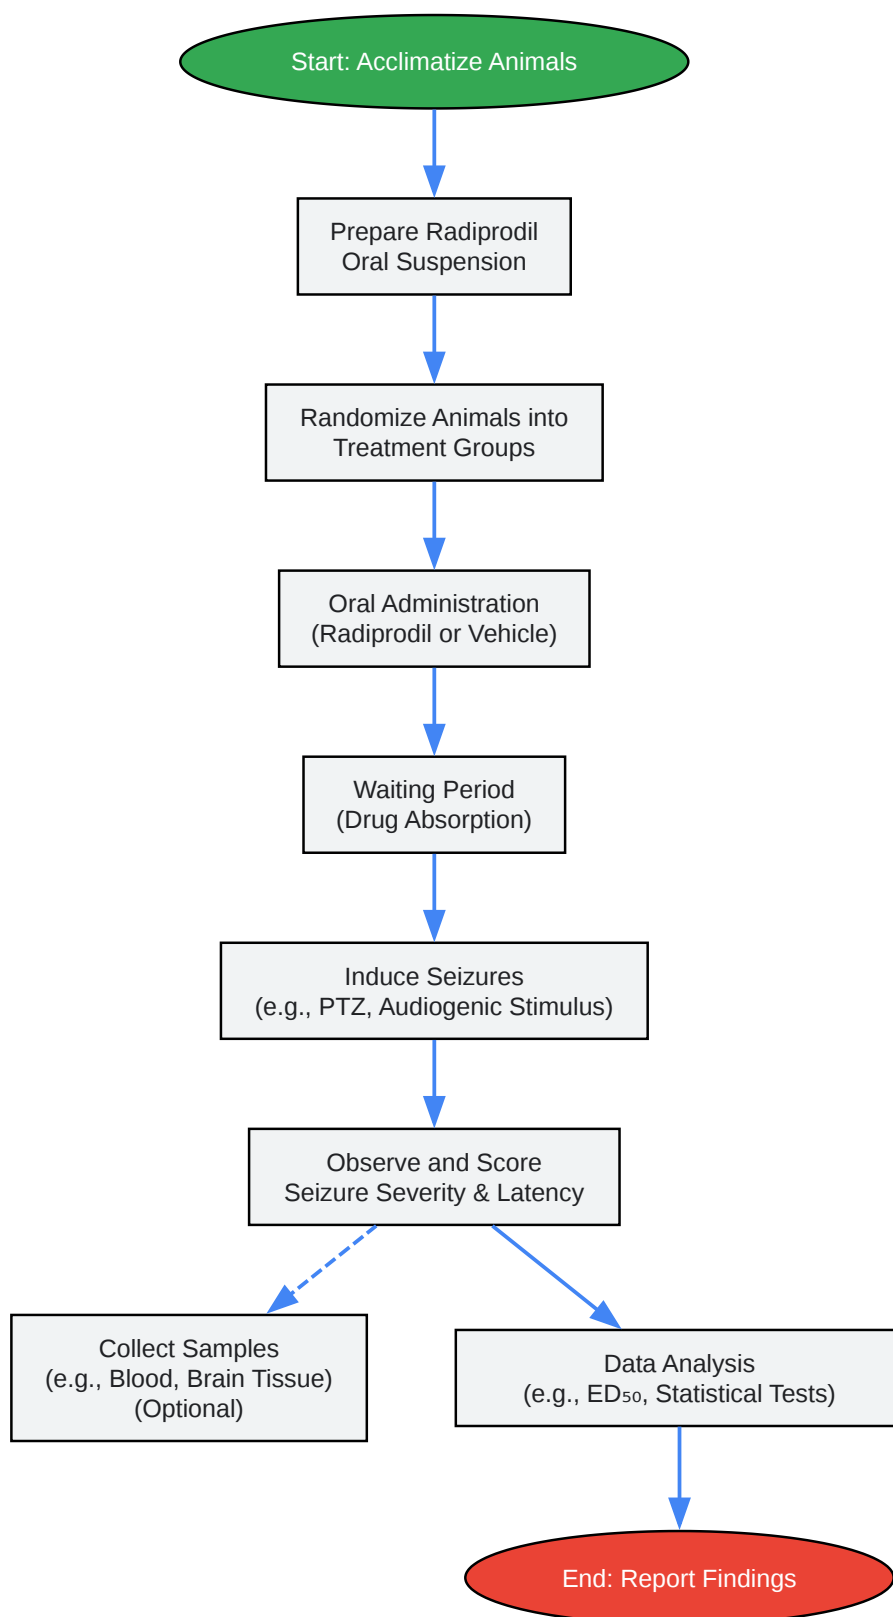 Start: Acclimatize Animals
Prepare Radiprodil
Oral Suspension
Randomize Animals into
Treatment Groups
Oral Administration
(Radiprodil or Vehicle)
Waiting Period
(Drug Absorption)
Induce Seizures
(e.g., PTZ, Audiogenic Stimulus)
Observe and Score
Seizure Severity & Latency
Collect Samples
(e.g., Blood, Brain Tissue)
(Optional)
Data Analysis
(e.g., ED₅₀, Statistical Tests)
End: Report Findings